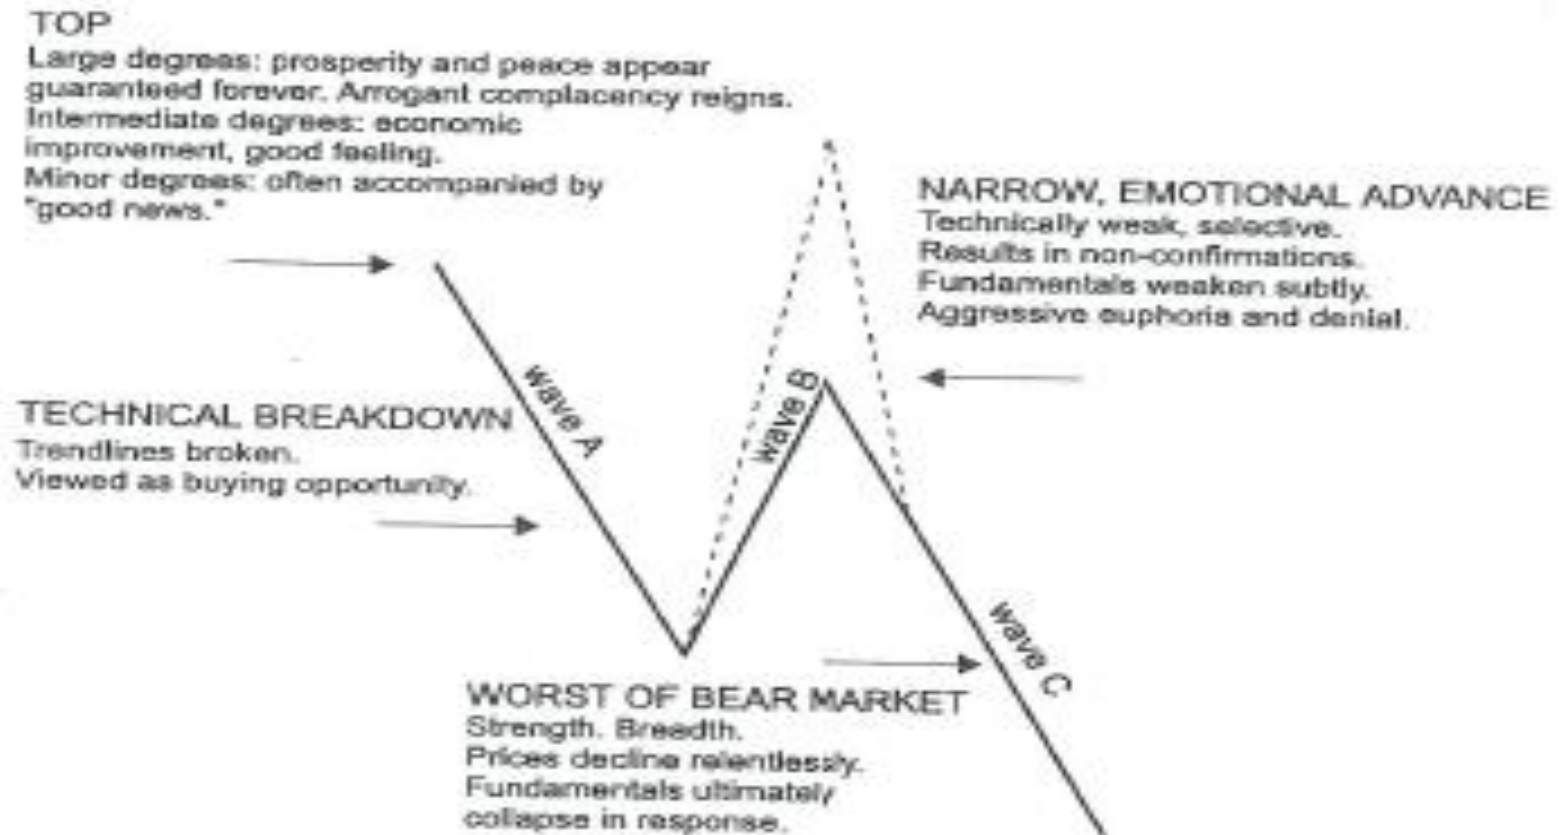 TOP
Large degrees: prosperity and peace appear
guaranteed forever. Arrogant complacency reigns.
Intermediate degrees: economic
improvement, good feeling.
Minor degrees: often accompanied by
"good news."
NARROW, EMOTIONAL ADVANCE
Technically weak, selective.
Results in non-confirmations.
Fundamentals weaken subtly.
Aggressive euphoria and denial.
wave A
wave B
TECHNICAL BREAKDOWN
Trendlines broken.
Viewed as buying opportunity.
wave C
WORST OF BEAR MARKET
Strength. Breadth.
Prices decline relentlessly.
Fundamentals ultimately
collapse in response.